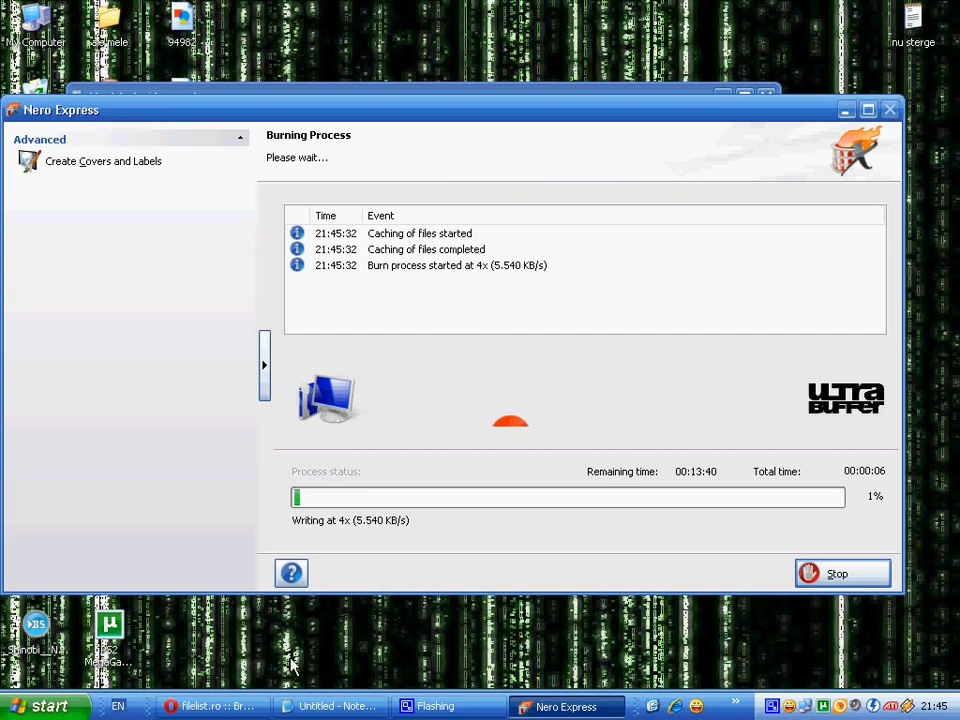 My Computer
94982
nu sterge
Nero Express
Advanced
Create Covers and Labels
Burning Process
Please wait...
Time Event
21:45:32 Caching of files started
21:45:32 Caching of files completed
21:45:32 Burn process started at 4x (5.540 KB/s)
ULTRA
BUFFER
Process status:
Remaining time: 00:13:40 Total time: 00:00:06
1%
Writing at 4x (5.540 KB/s)
Stop
MegaGa...
start EN filelist.ro :: Br... Untitled - Note... Flashing Nero Express 21:45